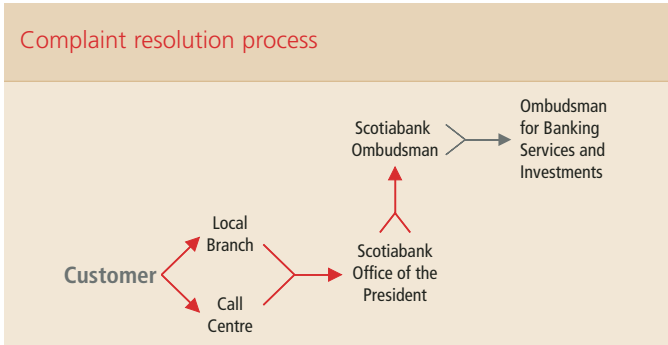 Complaint resolution process
Customer
Local
Branch
Call
Centre
Scotiabank
Office of the
President
Scotiabank
Ombudsman
Ombudsman
for Banking
Services and
Investments